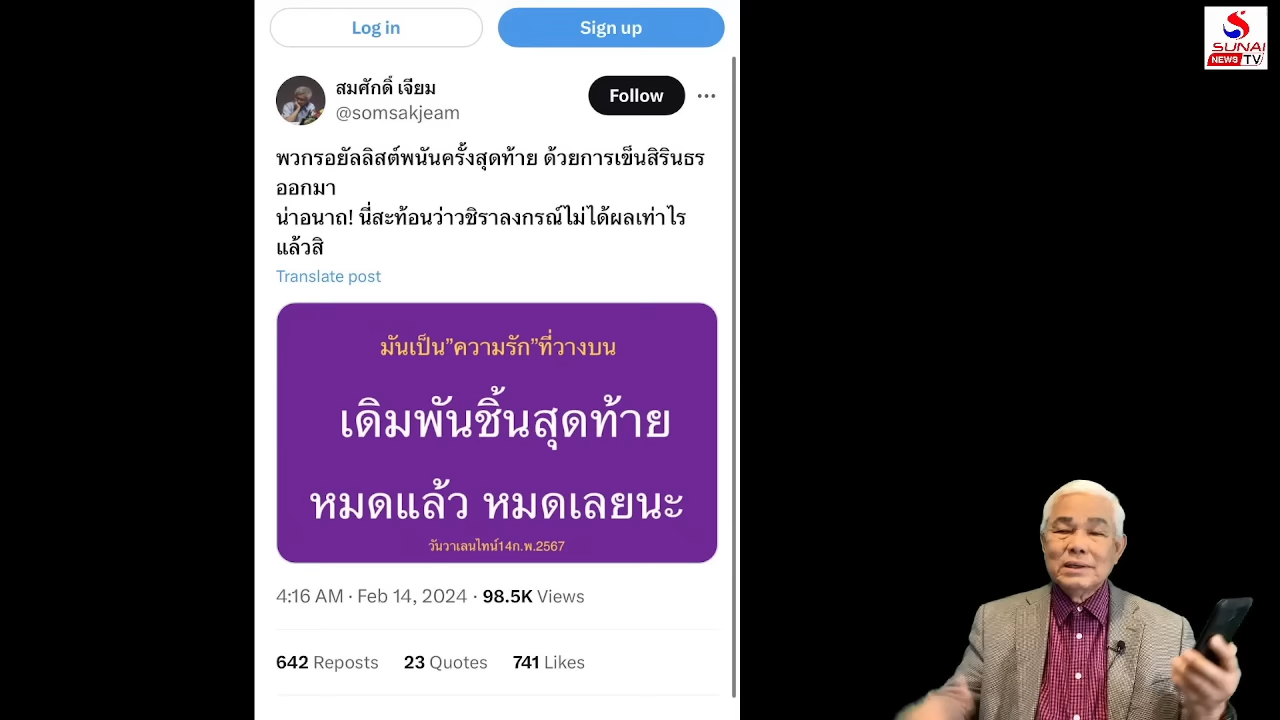 Log in
Sign up
SUNAI
NEWS TV
สมศักดิ์ เจียม
@somsakjeam
Follow
พวกรอยัลลิสต์พนันครั้งสุดท้าย ด้วยการเข็นสิรินธร
ออกมา
น่าอนาถ! นี่สะท้อนว่าวชิราลงกรณ์ไม่ได้ผลเท่าไร
แล้วสิ
Translate post
มันเป็น"ความรัก"ที่วางบน
เดิมพันชิ้นสุดท้าย
หมดแล้ว หมดเลยนะ
วันวาเลนไทน์14ก.พ.2567
4:16 AM · Feb 14, 2024 · 98.5K Views
642 Reposts 23 Quotes 741 Likes